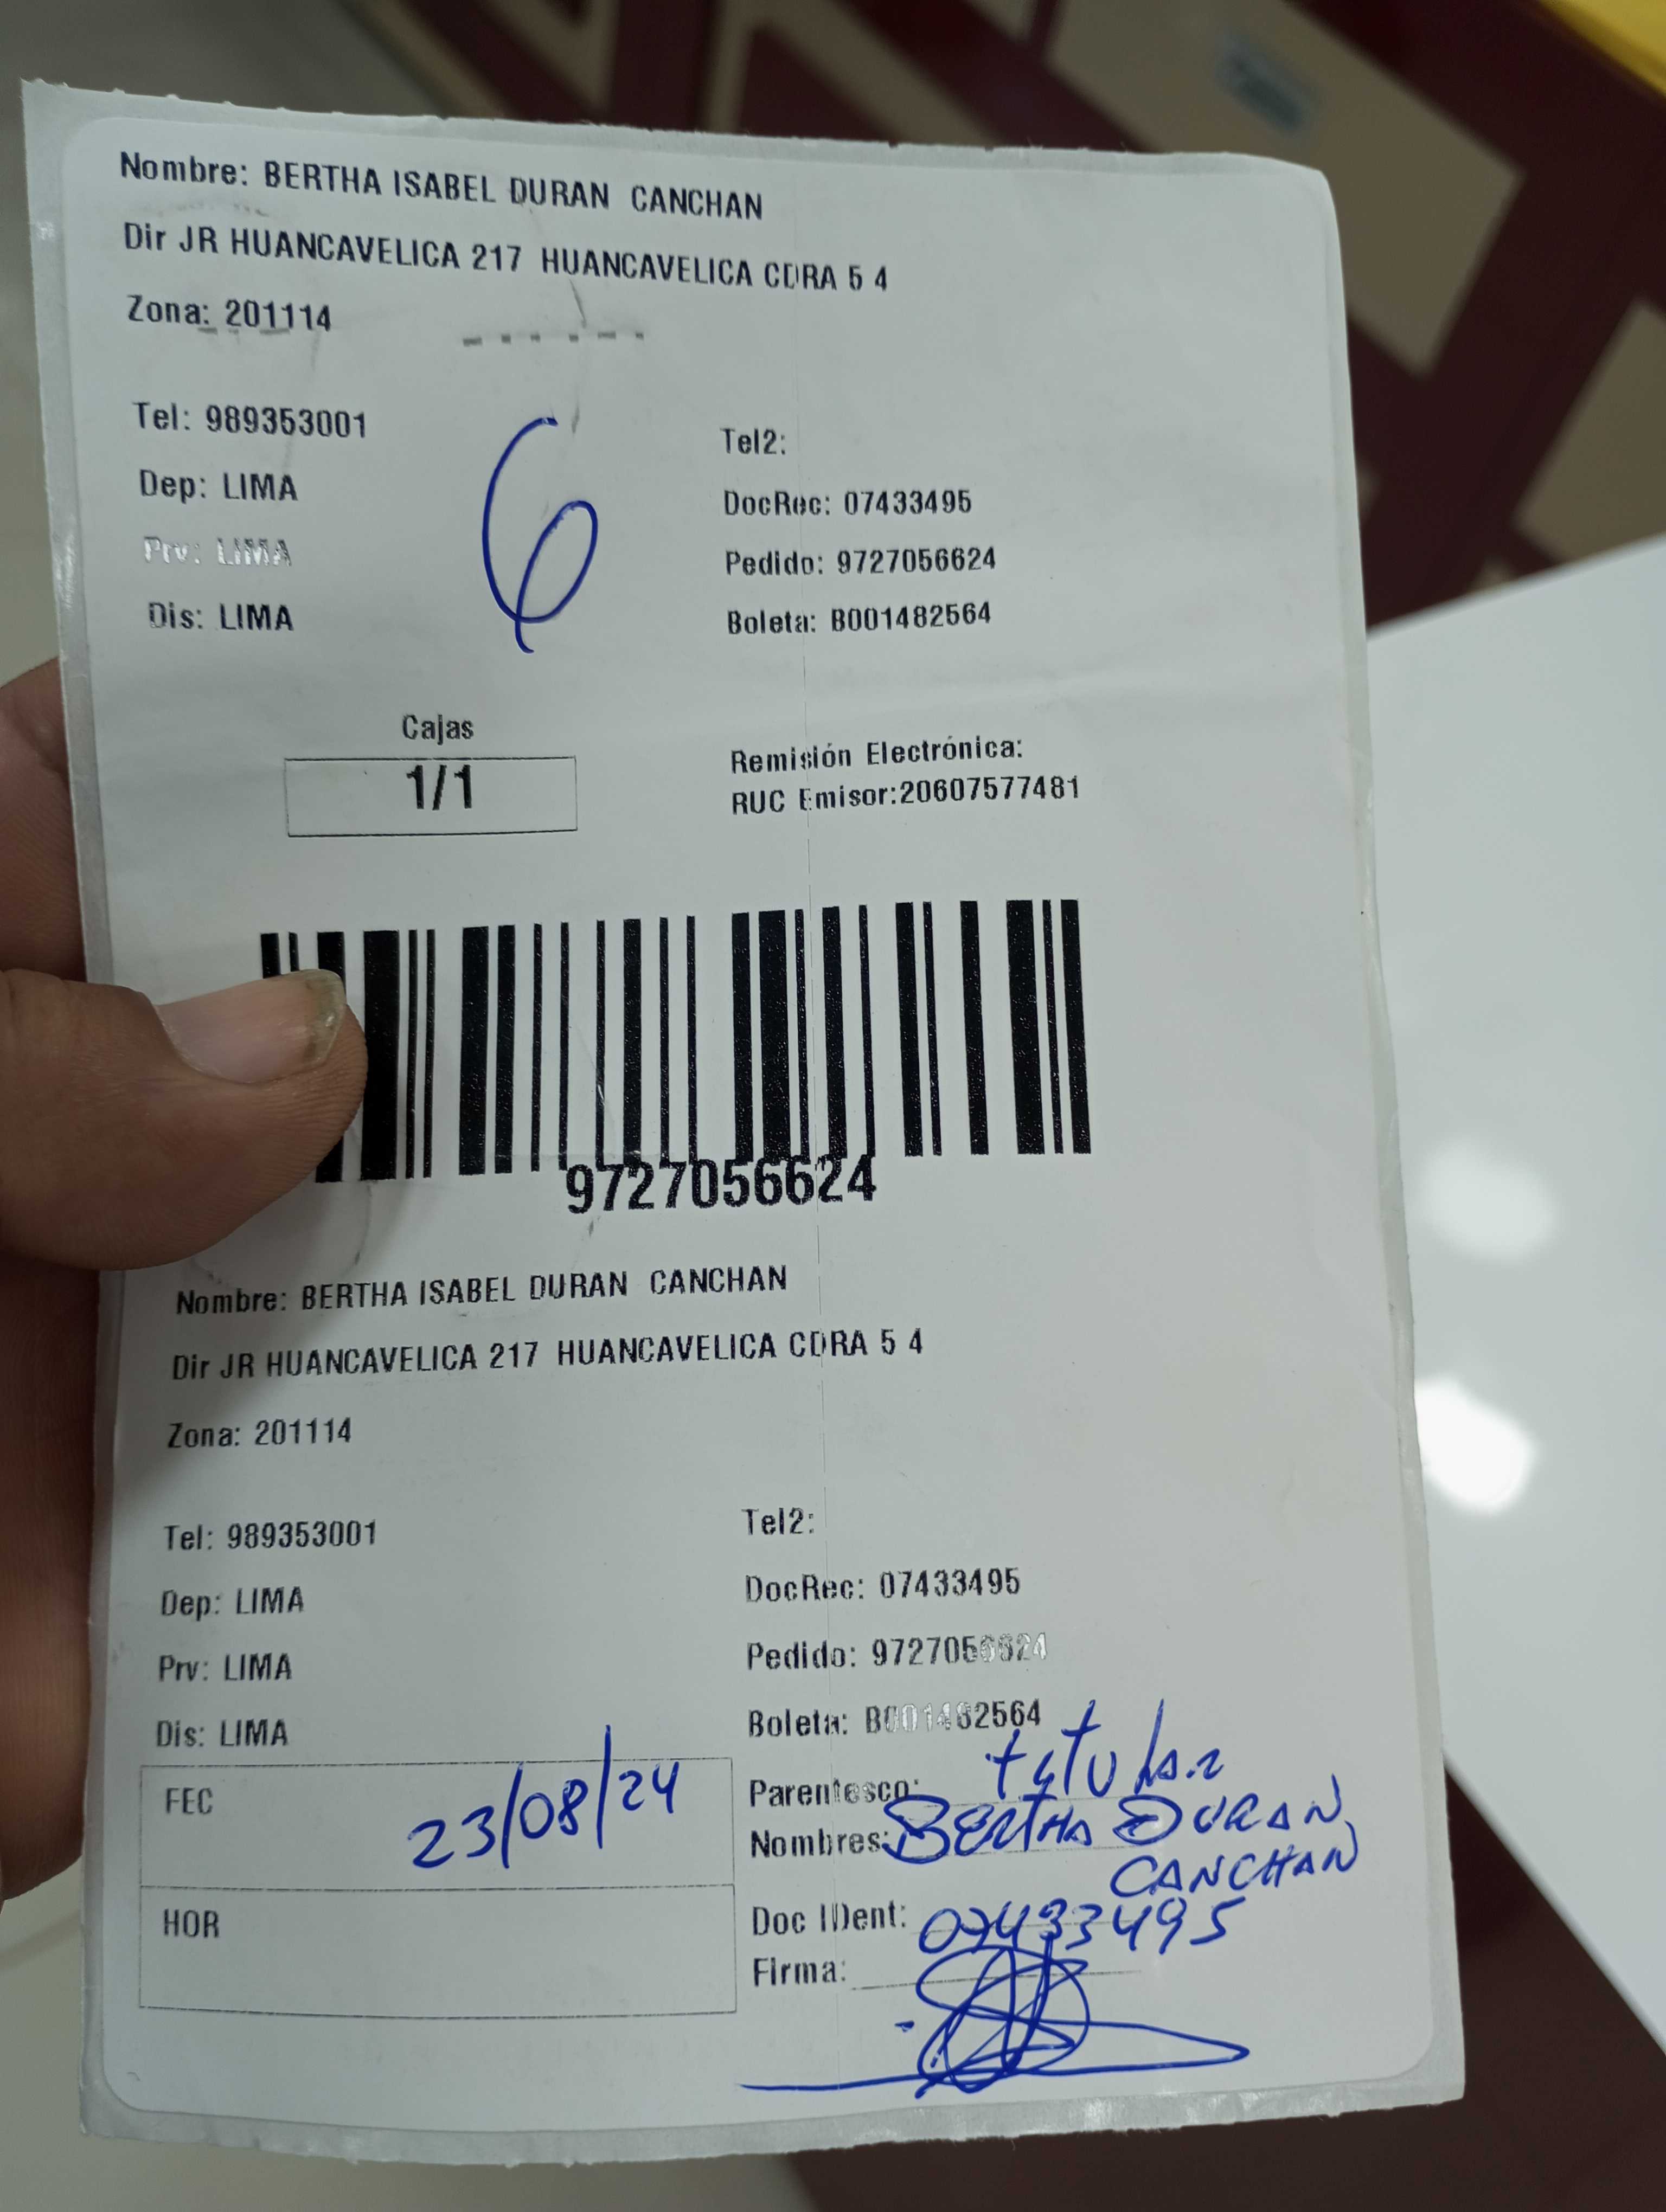 Nombre: BERTHA ISABEL DURAN CANCHAN
Dir JR HUANCAVELICA 217 HUANCAVELICA CDRA 5 4
Zona: 201114
Tel: 989353001
Tel2:
Dep: LIMA
DocRec: 07433495
Prv: LIMA
Pedido: 9727056624
Dis: LIMA
Boleta: B001482564
6
Cajas
1/1
Remisión Electrónica:
RUC Emisor:20607577481
9727056624
Nombre: BERTHA ISABEL DURAN CANCHAN
Dir JR HUANCAVELICA 217 HUANCAVELICA CDRA 5 4
Zona: 201114
Tel: 989353001
Tel2:
Dep: LIMA
DocRec: 07433495
Prv: LIMA
Pedido: 9727056624
Dis: LIMA
Boleta: B001482564
FEC 23/08/24
Parentesco: titular
Nombres: BERTHA DURAN
CANCHAN
HOR
Doc IDent: 07433495
Firma: